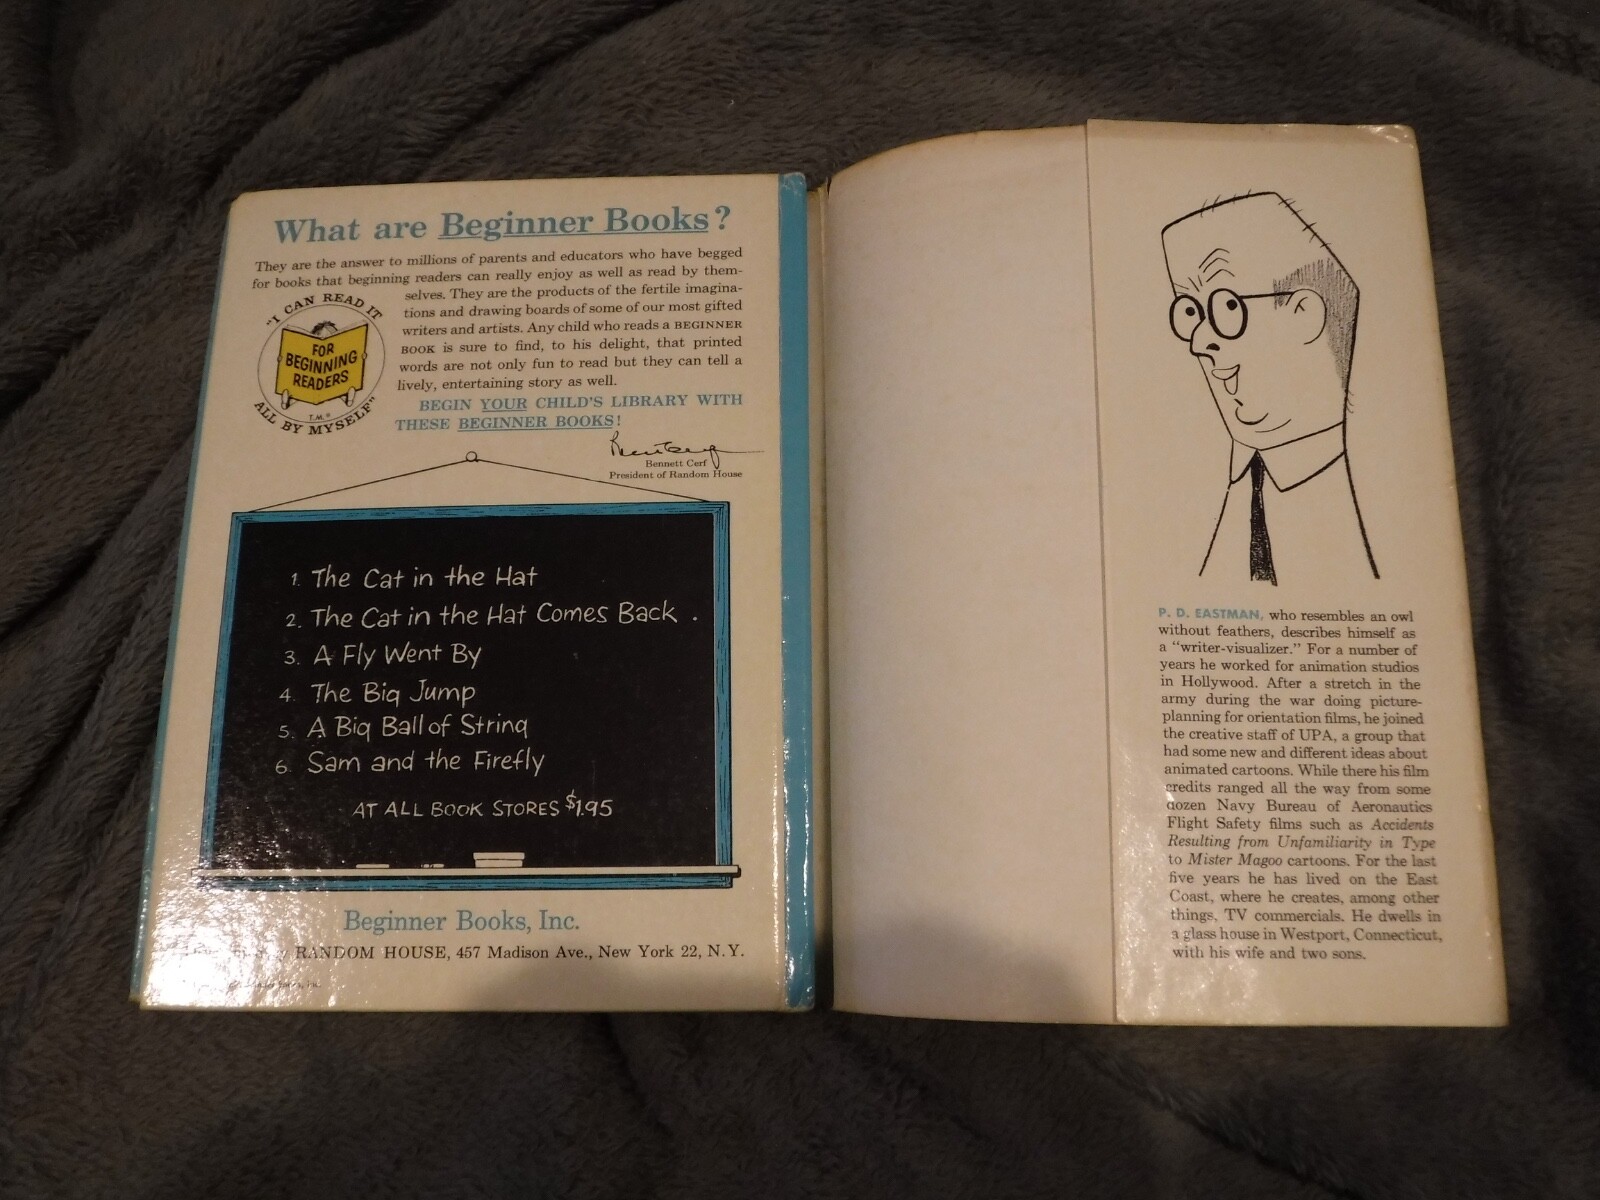 What are Beginner Books?
They are the answer to millions of parents and educators who have begged
for books that beginning readers can really enjoy as well as read by them-
selves. They are the products of the fertile imagina-
tions and drawing boards of some of our most gifted
writers and artists. Any child who reads a BEGINNER
BOOK is sure to find, to his delight, that printed
words are not only fun to read but they can tell a
lively, entertaining story as well.
"I CAN READ IT
ALL BY MYSELF"
FOR
BEGINNING
READERS
T.M.®
BEGIN YOUR CHILD'S LIBRARY WITH
THESE BEGINNER BOOKS!
Bennett Cerf
President of Random House
1. The Cat in the Hat
2. The Cat in the Hat Comes Back .
3. A Fly Went By
4. The Big Jump
5. A Big Ball of String
6. Sam and the Firefly
AT ALL BOOK STORES $1.95
Beginner Books, Inc.
RANDOM HOUSE, 457 Madison Ave., New York 22, N.Y.
P. D. EASTMAN, who resembles an owl
without feathers, describes himself as
a "writer-visualizer." For a number of
years he worked for animation studios
in Hollywood. After a stretch in the
army during the war doing picture-
planning for orientation films, he joined
the creative staff of UPA, a group that
had some new and different ideas about
animated cartoons. While there his film
credits ranged all the way from some
dozen Navy Bureau of Aeronautics
Flight Safety films such as Accidents
Resulting from Unfamiliarity in Type
to Mister Magoo cartoons. For the last
five years he has lived on the East
Coast, where he creates, among other
things, TV commercials. He dwells in
a glass house in Westport, Connecticut,
with his wife and two sons.